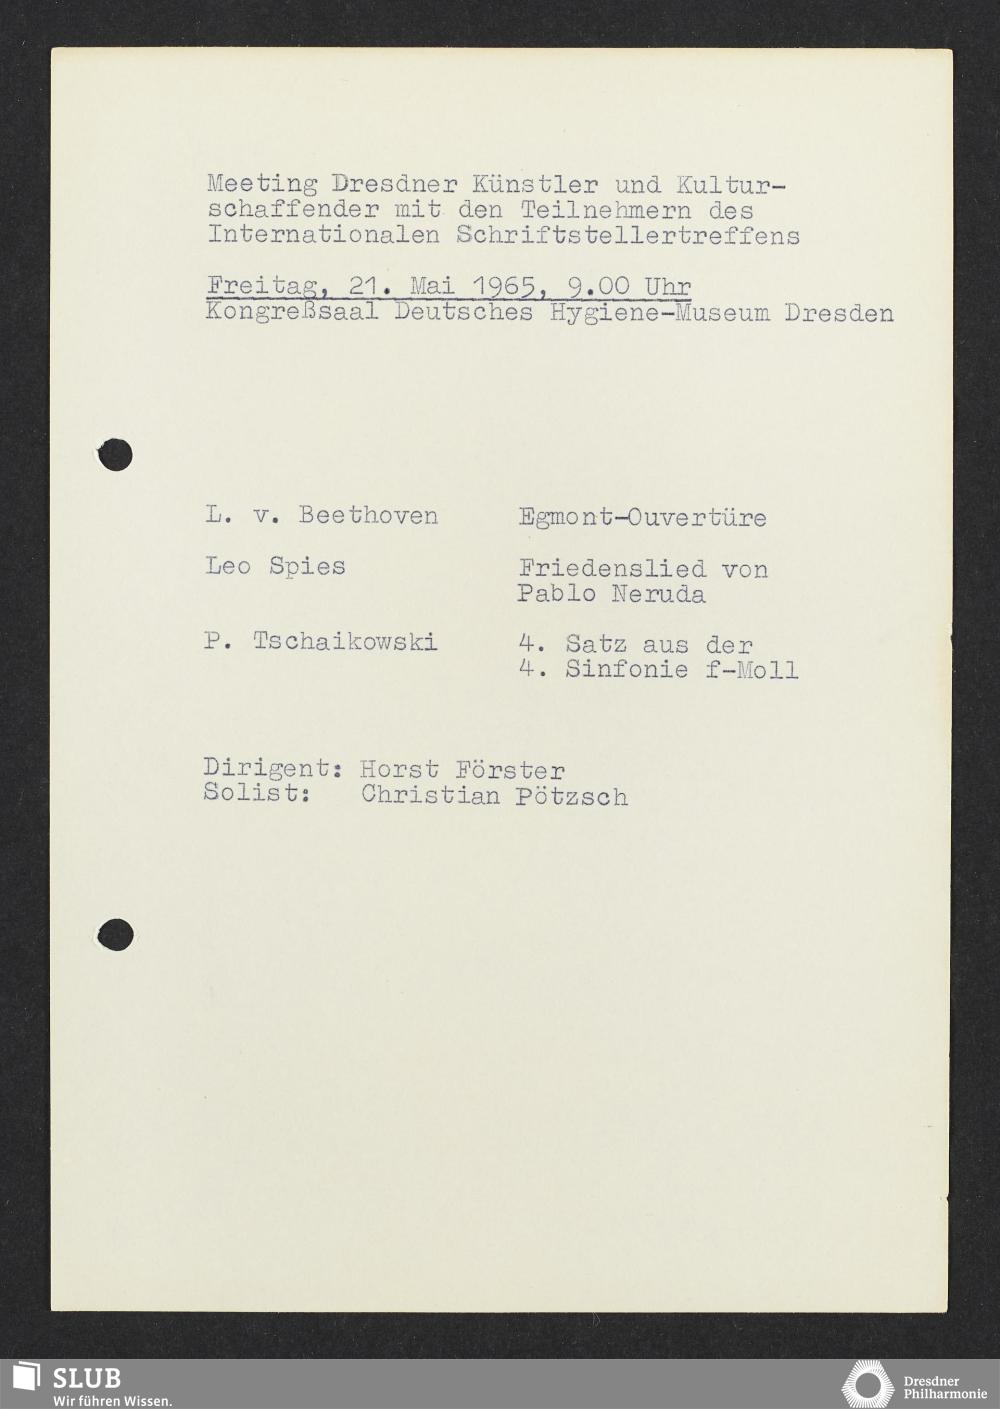 Meeting Dresdner Künstler und Kultur-
schaffender mit den Teilnehmern des
Internationalen Schriftstellertreffens
Freitag, 21. Mai 1965, 9.00 Uhr
Kongreßsaal Deutsches Hygiene-Museum Dresden
L. v. Beethoven Egmont-Ouvertüre
Leo Spies Friedenslied von
Pablo Neruda
P. Tschaikowski 4. Satz aus der
4. Sinfonie f-Moll
Dirigent: Horst Förster
Solist: Christian Pötzsch
SLUB
Wir führen Wissen.
Dresdner
Philharmonie